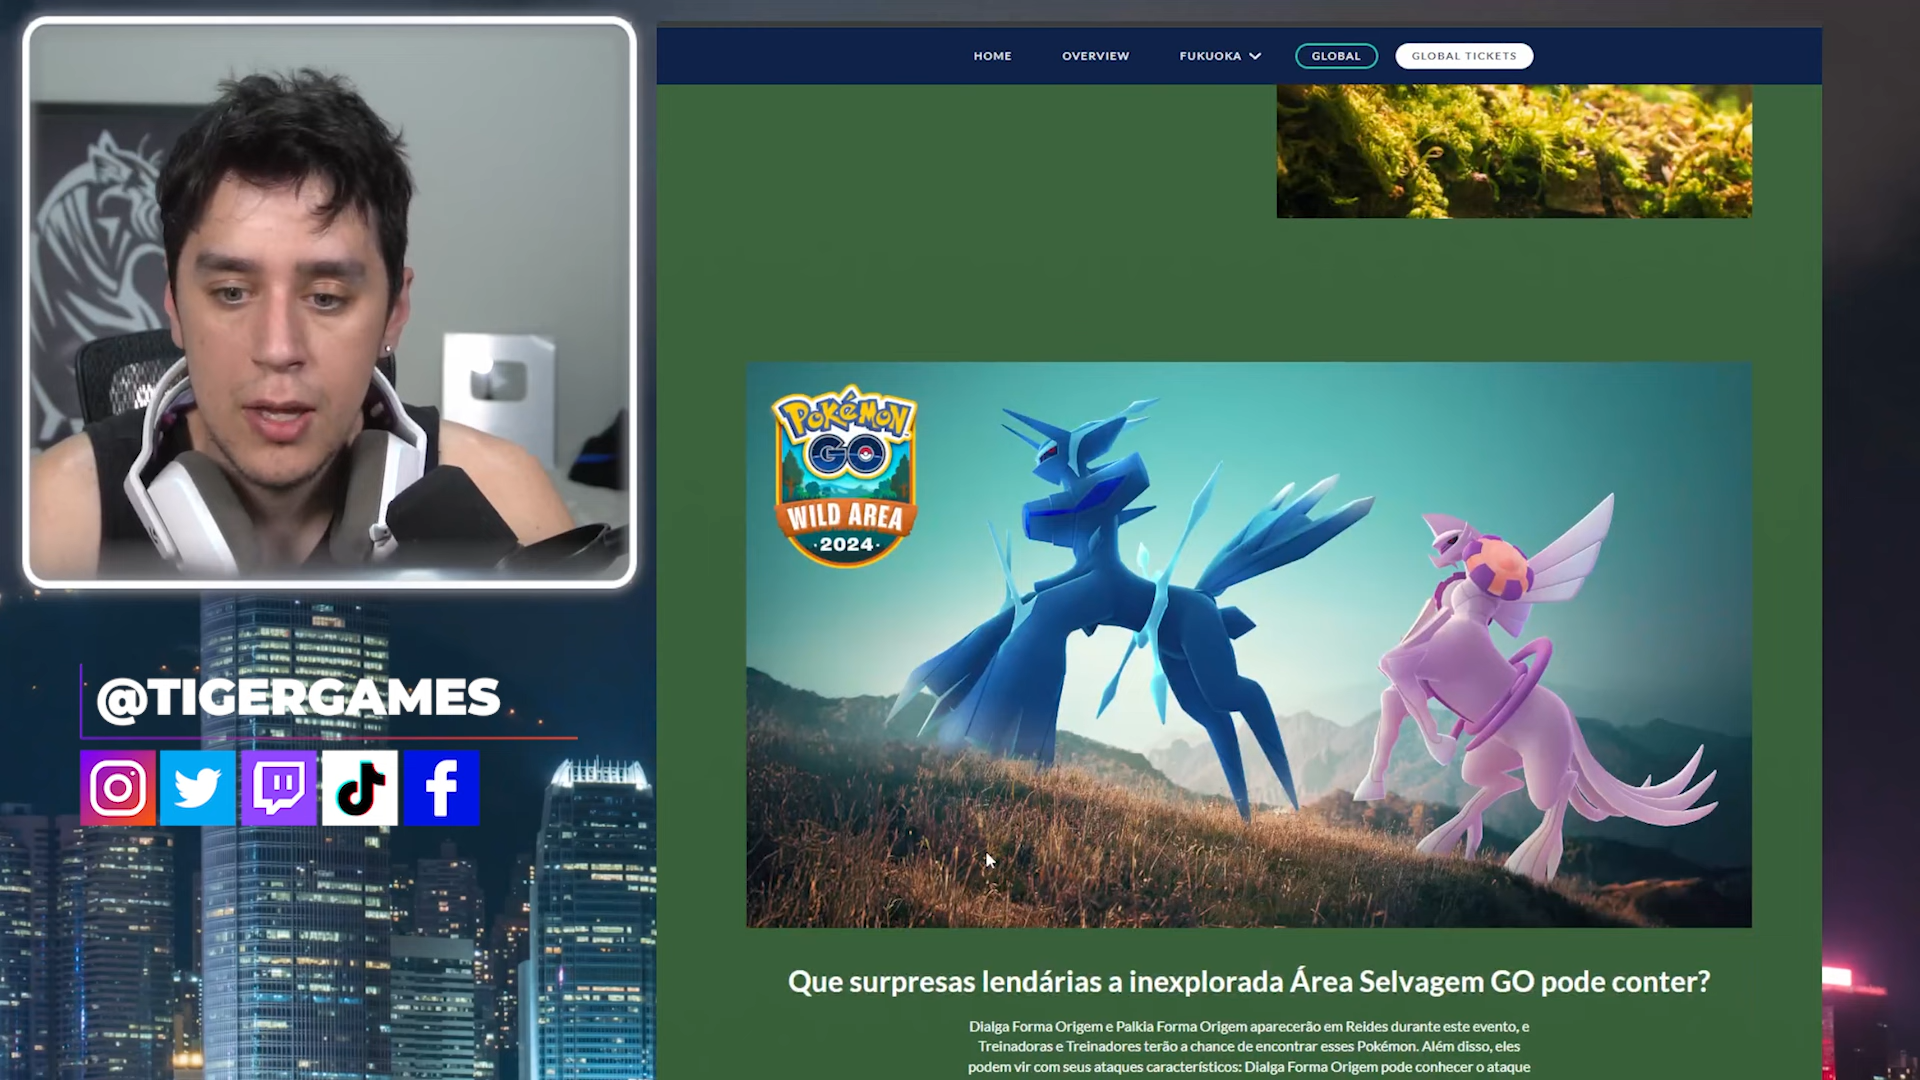 HOME
OVERVIEW
FUKUOKA
GLOBAL
GLOBAL TICKETS
POKÉMON
GO
WILD AREA
·2024·
@TIGERGAMES
Que surpresas lendárias a inexplorada Área Selvagem GO pode conter?
Dialga Forma Origem e Palkia Forma Origem aparecerão em Reides durante este evento, e
Treinadoras e Treinadores terão a chance de encontrar esses Pokémon. Além disso, eles
podem vir com seus ataques característicos: Dialga Forma Origem pode conhecer o ataque